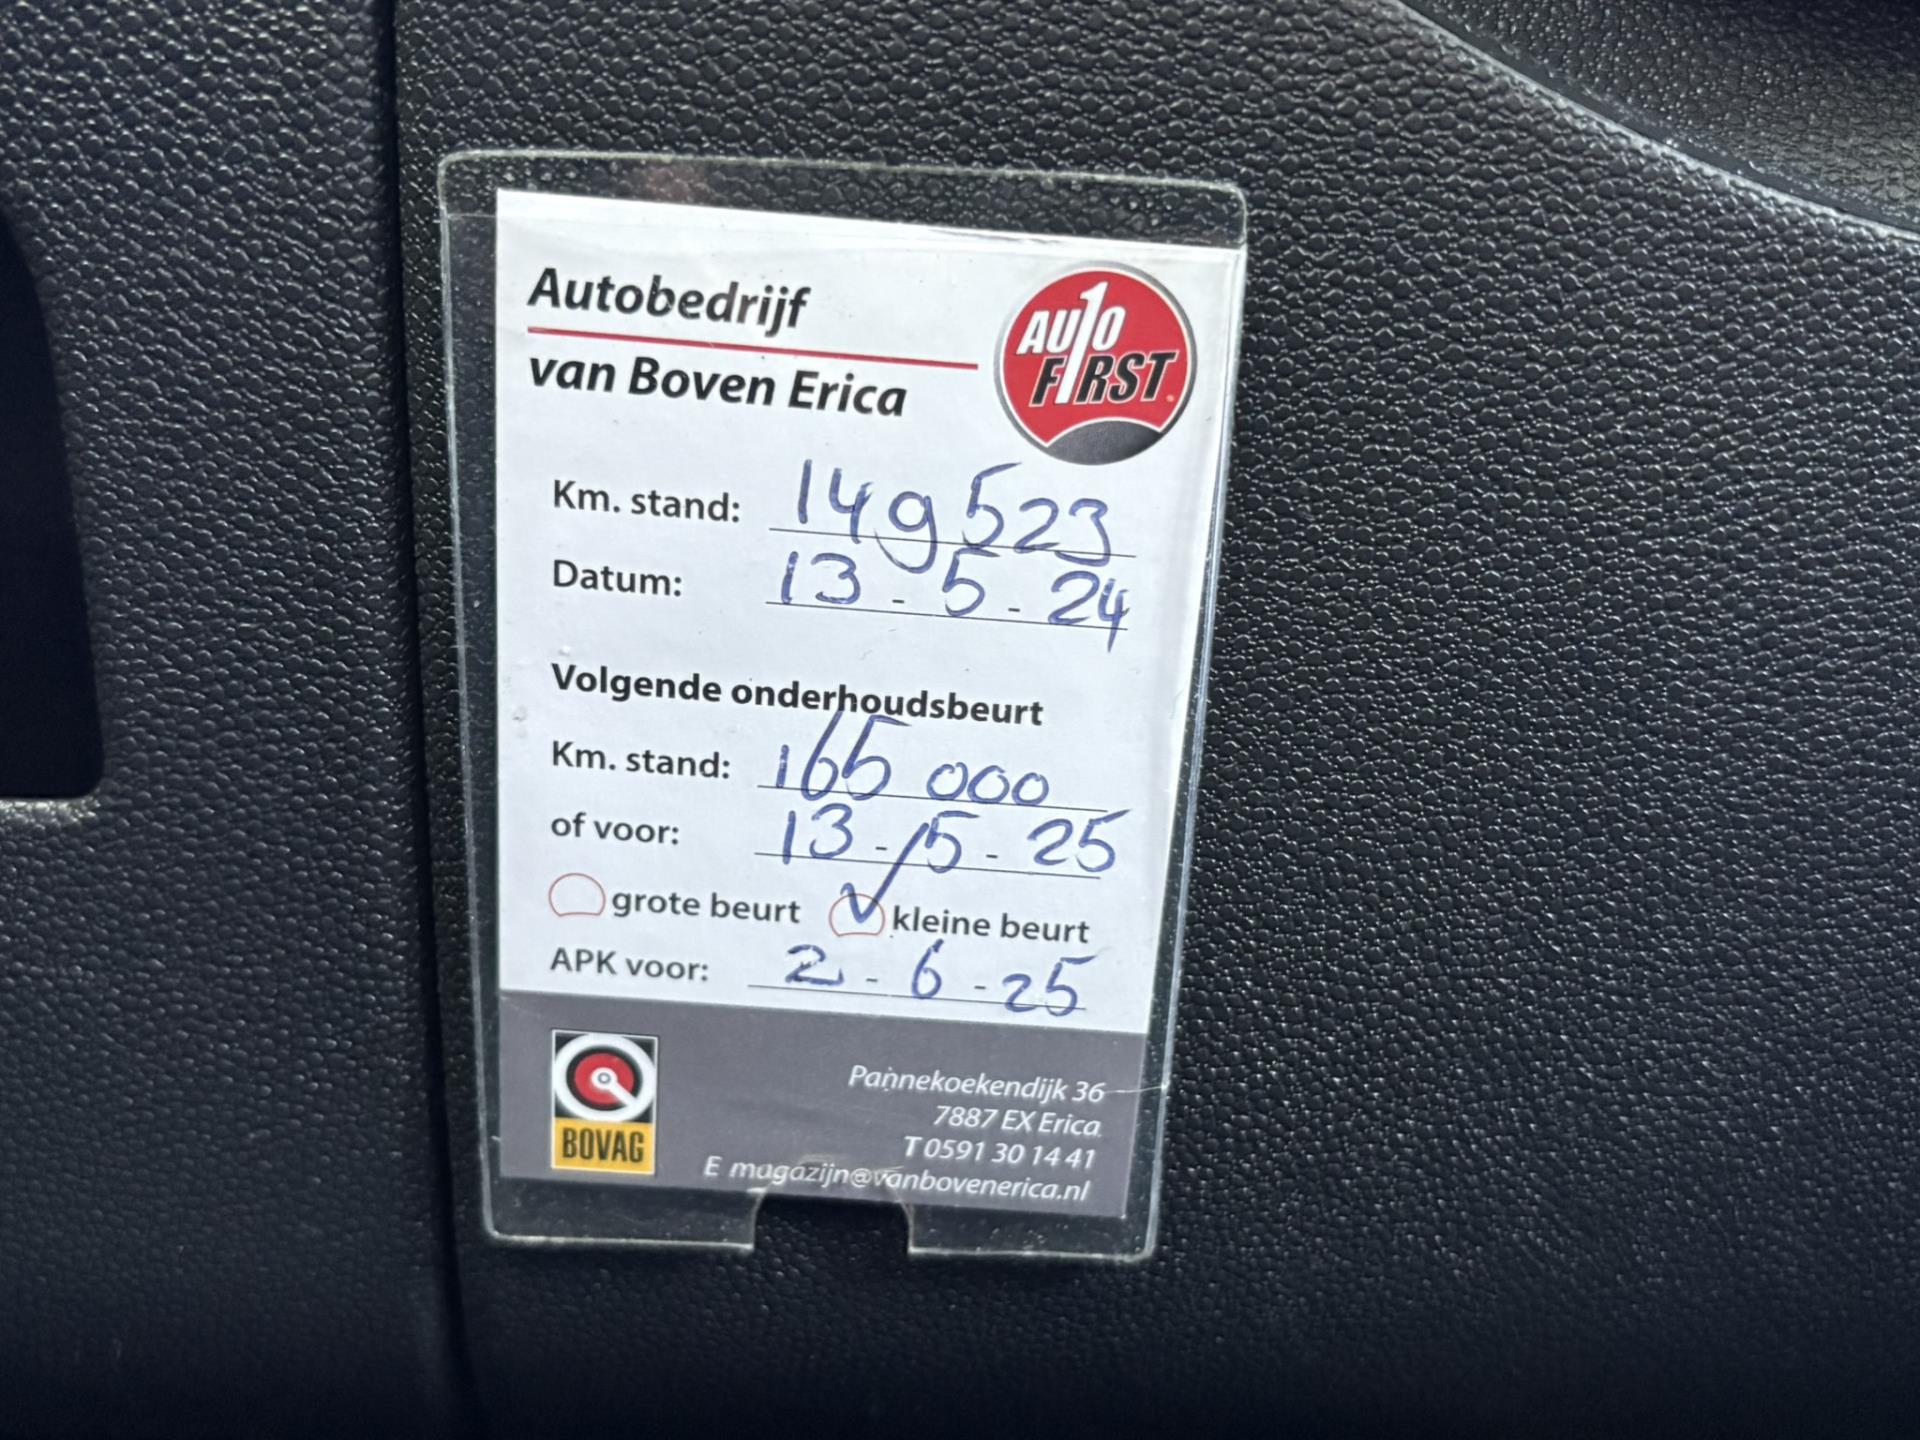 Autobedrijf
van Boven Erica
AUTO
FIRST
Km. stand: 149523
Datum: 13-5-24
Volgende onderhoudsbeurt
Km. stand: 165 000
of voor: 13-5-25
grote beurt ✓ kleine beurt
APK voor: 2-6-25
BOVAG
Pannekoekendijk 36
7887 EX Erica
T 0591 30 14 41
E magazijn@vanbovenerica.nl